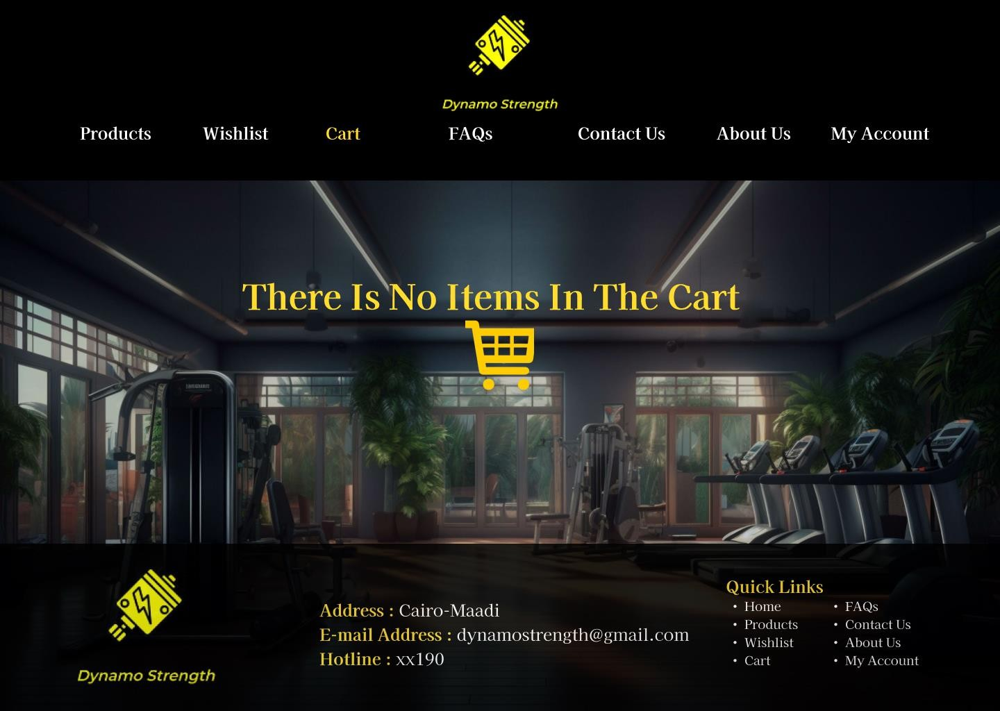 Dynamo Strength
Products Wishlist Cart FAQs Contact Us About Us My Account
There Is No Items In The Cart
Dynamo Strength
Address : Cairo-Maadi
E-mail Address : dynamostrength@gmail.com
Hotline : xx190
Quick Links
• Home
• Products
• Wishlist
• Cart
• FAQs
• Contact Us
• About Us
• My Account